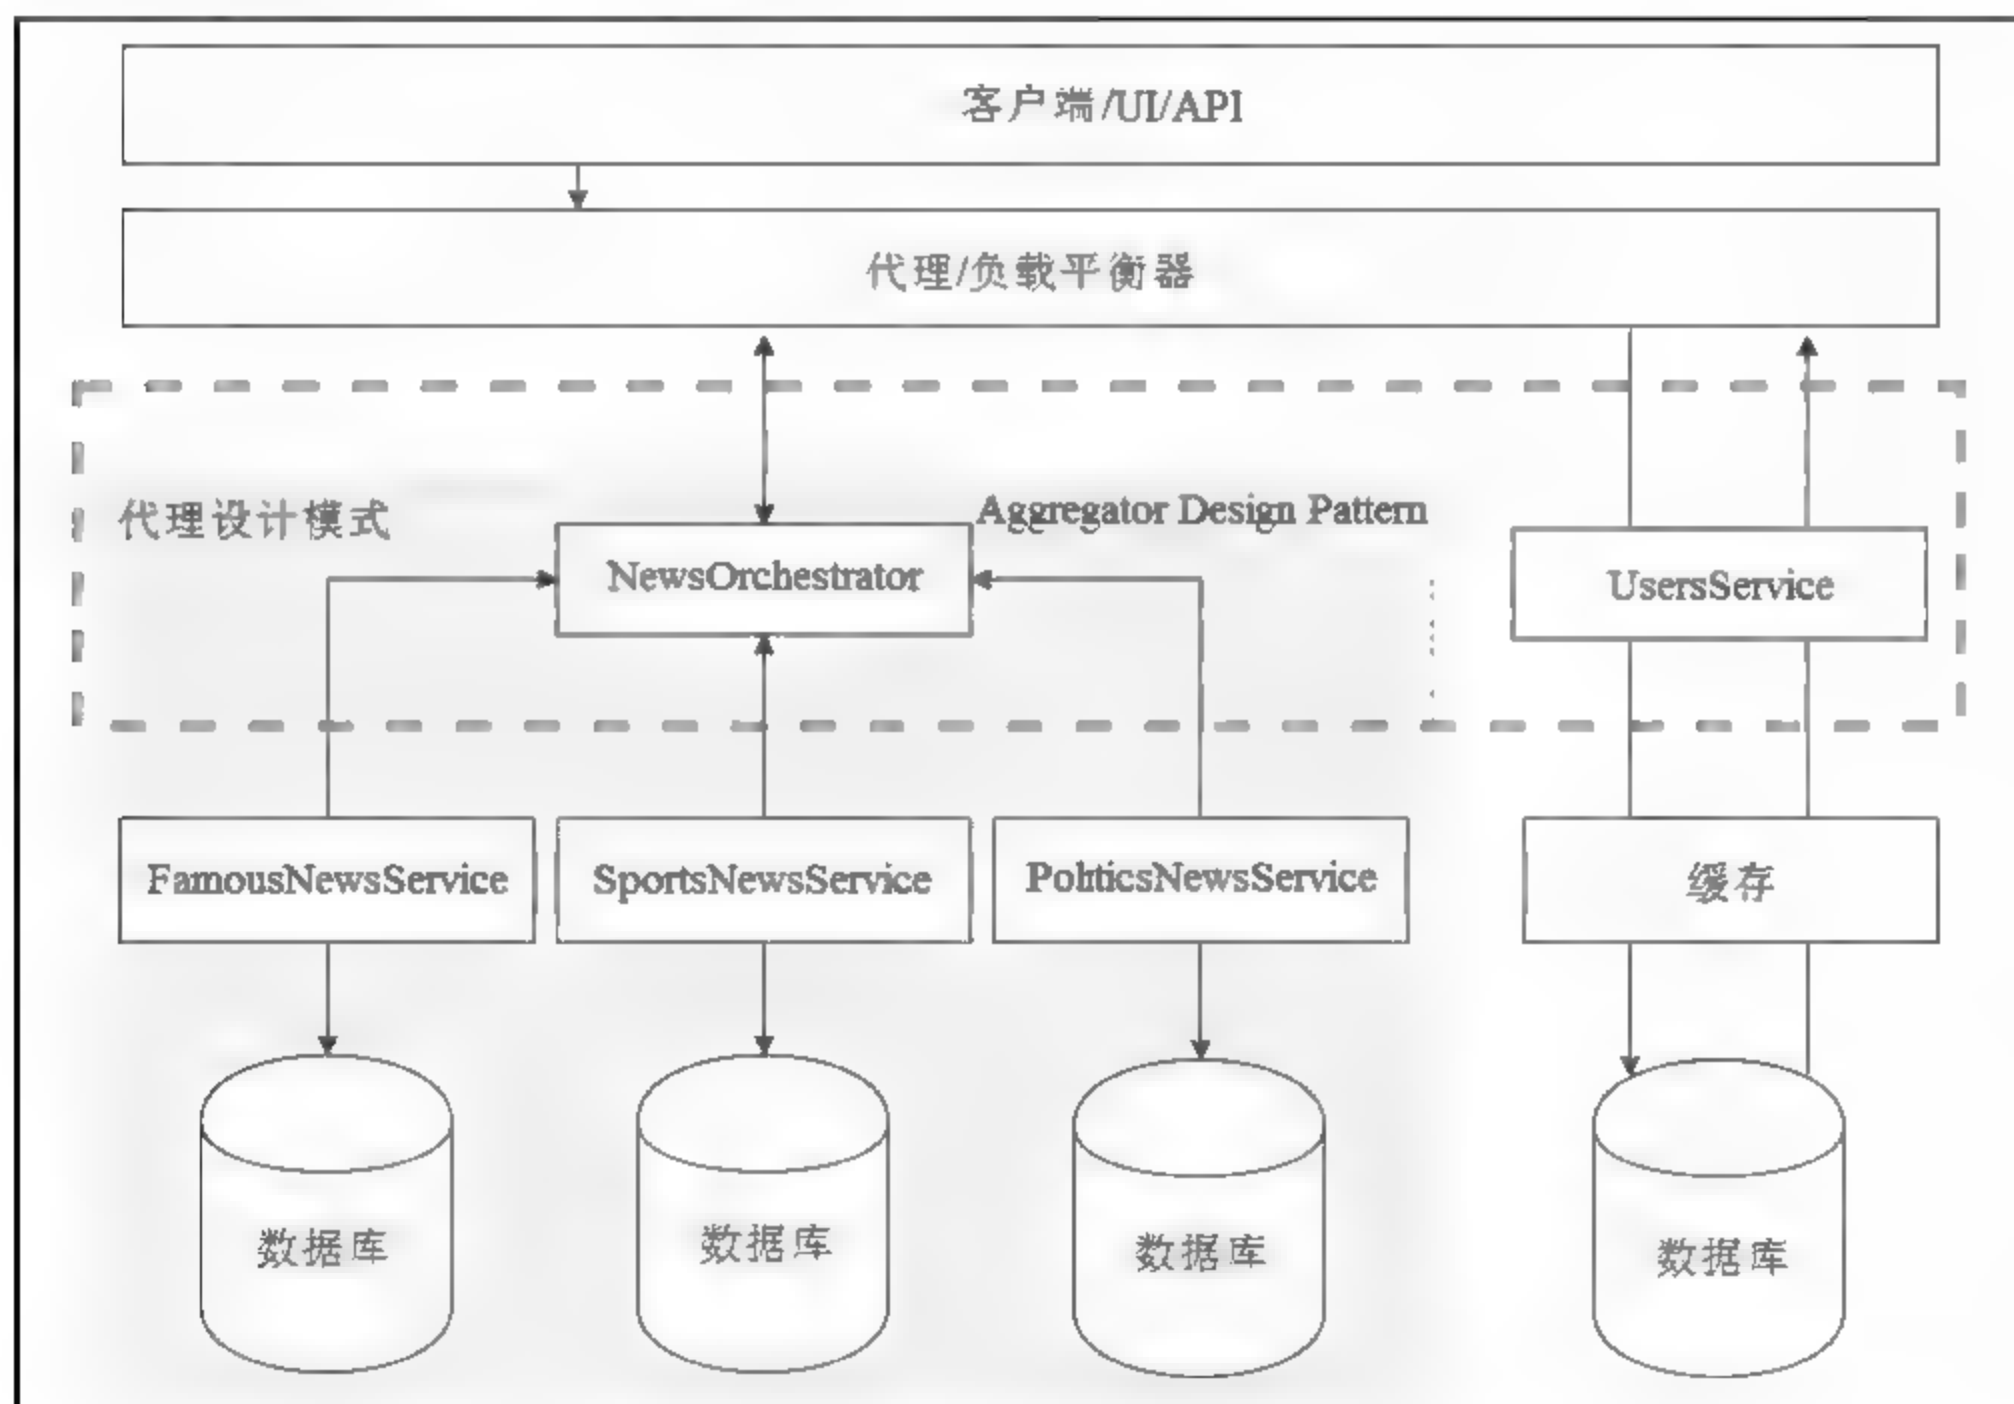 客户端/UI/API
代理/负载平衡器
代理设计模式
Aggregator Design Pattern
NewsOrchestrator
UsersService
FamousNewsService
SportsNewsService
PoliticsNewsService
缓存
数据库
数据库
数据库
数据库